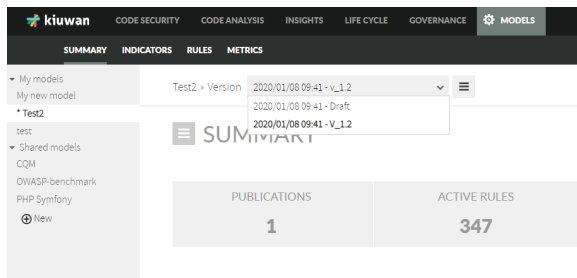 kiuwan CODE SECURITY CODE ANALYSIS INSIGHTS LIFE CYCLE GOVERNANCE MODELS
SUMMARY INDICATORS RULES METRICS
My models
My new model
* Test2
test
Shared models
CQM
OWASP-benchmark
PHP Symfony
New
Test2 » Version 2020/01/08 09:41 - v_1.2
2020/01/08 09:41 - Draft
2020/01/08 09:41 - V_1.2
SUMMARY
PUBLICATIONS ACTIVE RULES
1 347